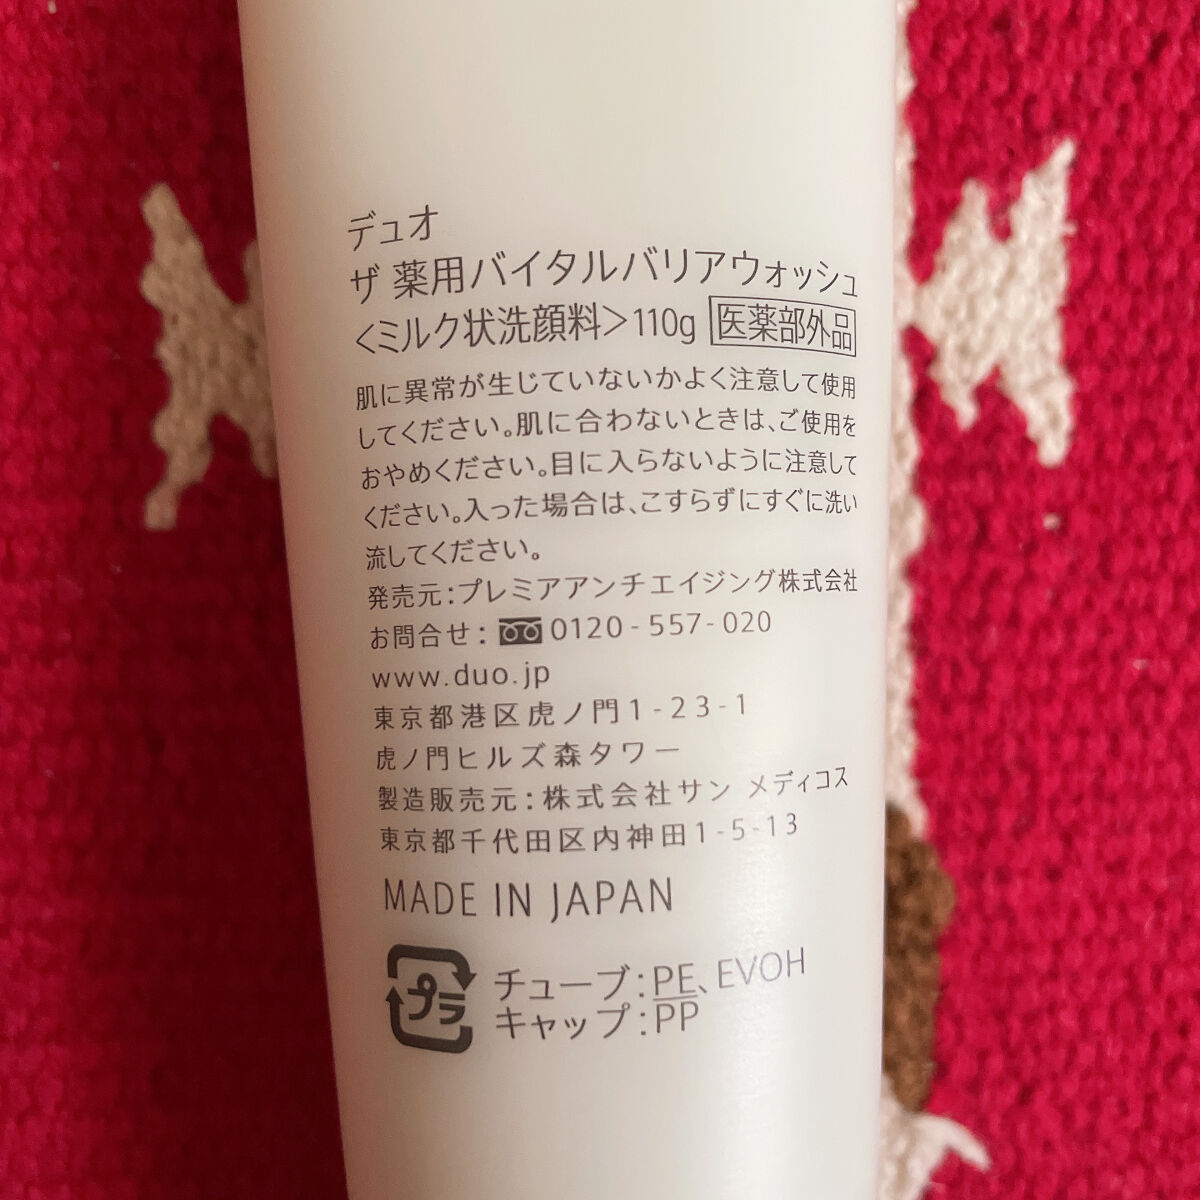 デュオ
ザ 薬用バイタルバリアウォッシュ
<ミルク状洗顔料>110g 医薬部外品
肌に異常が生じていないかよく注意して使用
してください。肌に合わないときは、ご使用を
おやめください。目に入らないように注意して
ください。入った場合は、こすらずにすぐに洗い
流してください。
発売元:プレミアアンチエイジング株式会社
お問合せ: 0120-557-020
www.duo.jp
東京都港区虎ノ門1-23-1
虎ノ門ヒルズ森タワー
製造販売元:株式会社サン メディコス
東京都千代田区内神田1-5-13
MADE IN JAPAN
プラ
チューブ:PE、EVOH
キャップ:PP